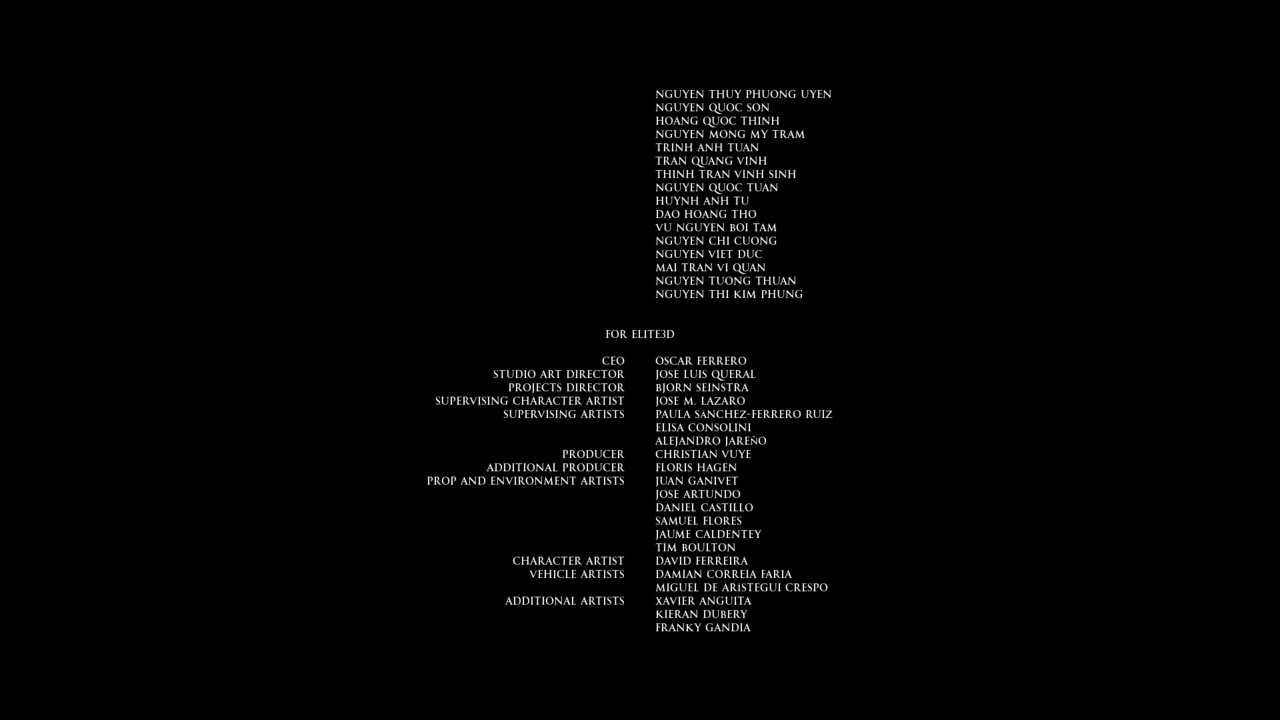 NGUYEN THUY PHUONG UYEN
NGUYEN QUOC SON
HOANG QUOC THINH
NGUYEN MONG MY TRAM
TRINH ANH TUAN
TRAN QUANG VINH
THINH TRAN VINH SINH
NGUYEN QUOC TUAN
HUYNH ANH TU
DAO HOANG THO
VU NGUYEN BOI TAM
NGUYEN CHI CUONG
NGUYEN VIET DUC
MAI TRAN VI QUAN
NGUYEN TUONG THUAN
NGUYEN THI KIM PHUNG
FOR ELITE3D
CEO OSCAR FERRERO
STUDIO ART DIRECTOR JOSE LUIS QUERAL
PROJECTS DIRECTOR BJORN SEINSTRA
SUPERVISING CHARACTER ARTIST JOSE M. LAZARO
SUPERVISING ARTISTS PAULA SÁNCHEZ-FERRERO RUIZ
ELISA CONSOLINI
ALEJANDRO JAREÑO
PRODUCER CHRISTIAN VUYE
ADDITIONAL PRODUCER FLORIS HAGEN
PROP AND ENVIRONMENT ARTISTS JUAN GANIVET
JOSE ARTUNDO
DANIEL CASTILLO
SAMUEL FLORES
JAUME CALDENTEY
TIM BOULTON
CHARACTER ARTIST DAVID FERREIRA
VEHICLE ARTISTS DAMIAN CORREIA FARIA
MIGUEL DE ARÍSTEGUI CRESPO
ADDITIONAL ARTISTS XAVIER ANGUITA
KIERAN DUBERY
FRANKY GANDIA